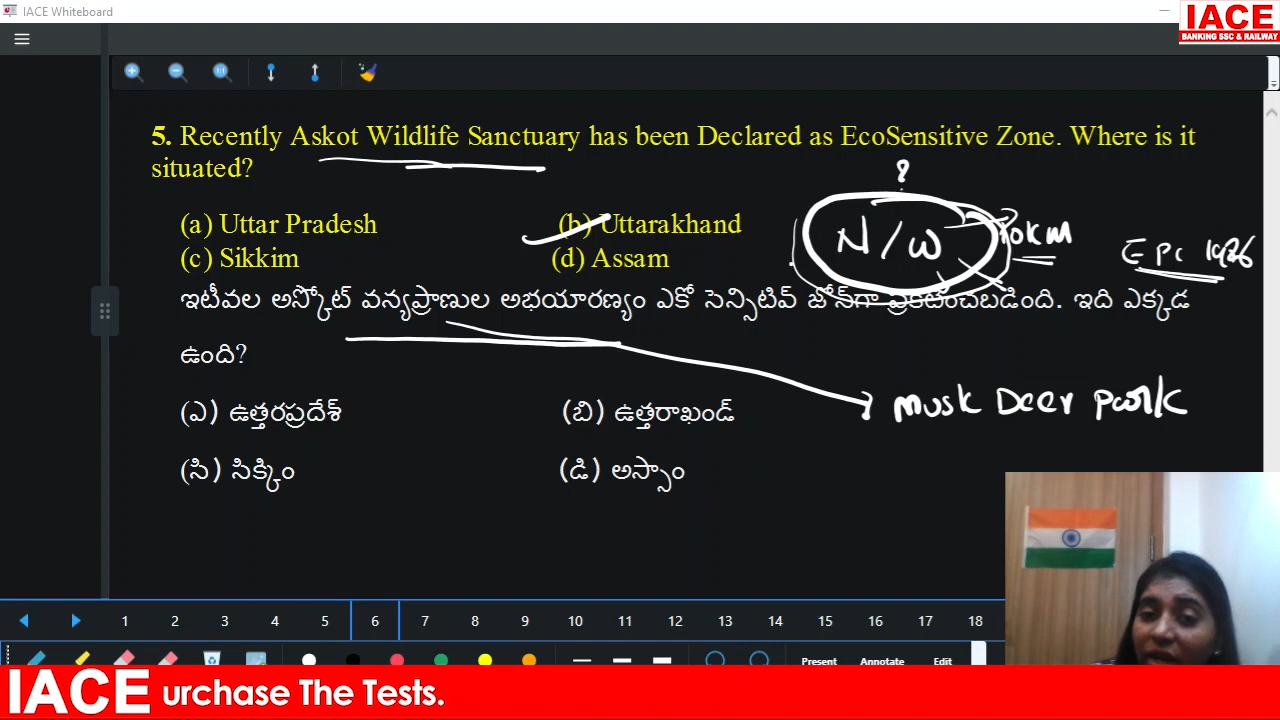 IACE Whiteboard
IACE
BANKING SSC & RAILWAY
5. Recently Askot Wildlife Sanctuary has been Declared as EcoSensitive Zone. Where is it
situated?
?
(a) Uttar Pradesh (b) Uttarakhand
N/W 10km
EPC 1986
(c) Sikkim (d) Assam
ఇటీవల అస్కోట్ వన్యప్రాణుల అభయారణ్యం ఎకో సెన్సిటివ్ జోన్‌గా ప్రకటించబడింది. ఇది ఎక్కడ
ఉంది?
(ఎ) ఉత్తరప్రదేశ్ (బి) ఉత్తరాఖండ్
musk Deer park
(సి) సిక్కిం (డి) అస్సాం
1 2 3 4 5 6 7 8 9 10 11 12 13 14 15 16 17 18
Present Annotate Edit
IACE urchase The Tests.